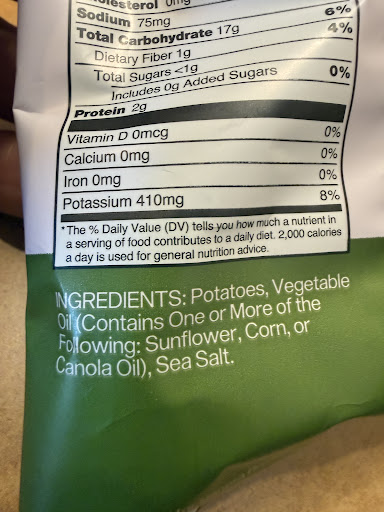 Sodium 75mg
Total Carbohydrate 17g 6%
Dietary Fiber 1g 4%
Total Sugars <1g
Includes 0g Added Sugars 0%
Protein 2g
Vitamin D 0mcg 0%
Calcium 0mg 0%
Iron 0mg 0%
Potassium 410mg 8%
*The % Daily Value (DV) tells you how much a nutrient in
a serving of food contributes to a daily diet. 2,000 calories
a day is used for general nutrition advice.
INGREDIENTS: Potatoes, Vegetable
Oil (Contains One or More of the
Following: Sunflower, Corn, or
Canola Oil), Sea Salt.